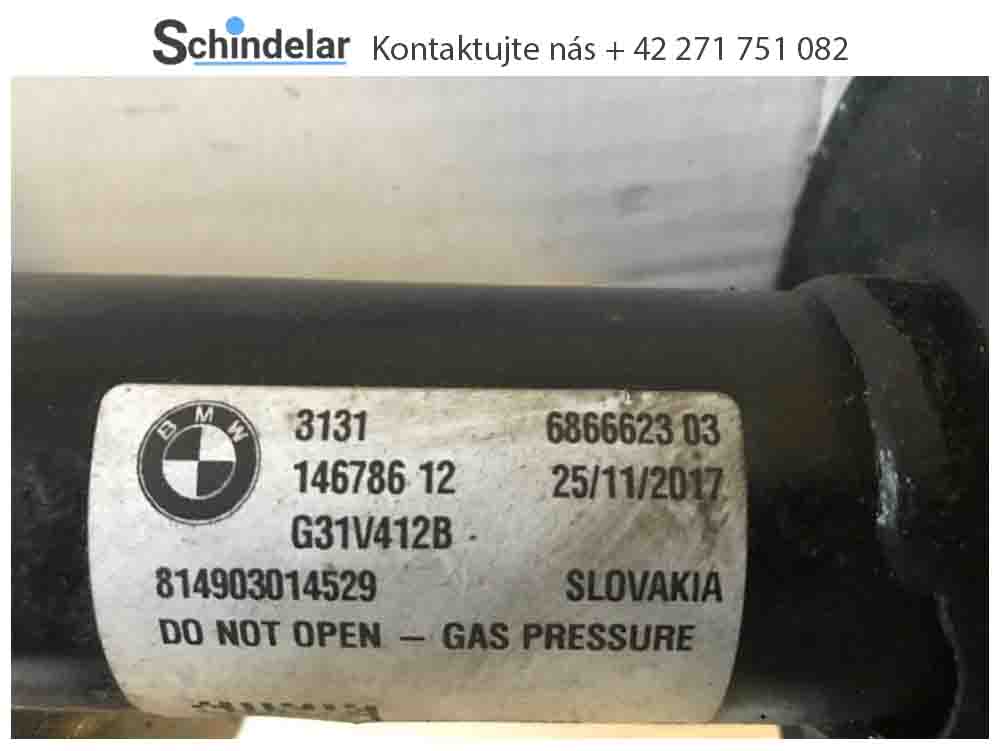 Schindelar Kontaktujte nás + 42 271 751 082
BMW
3131 6866623 03
146786 12 25/11/2017
G31V412B
814903014529 SLOVAKIA
DO NOT OPEN – GAS PRESSURE